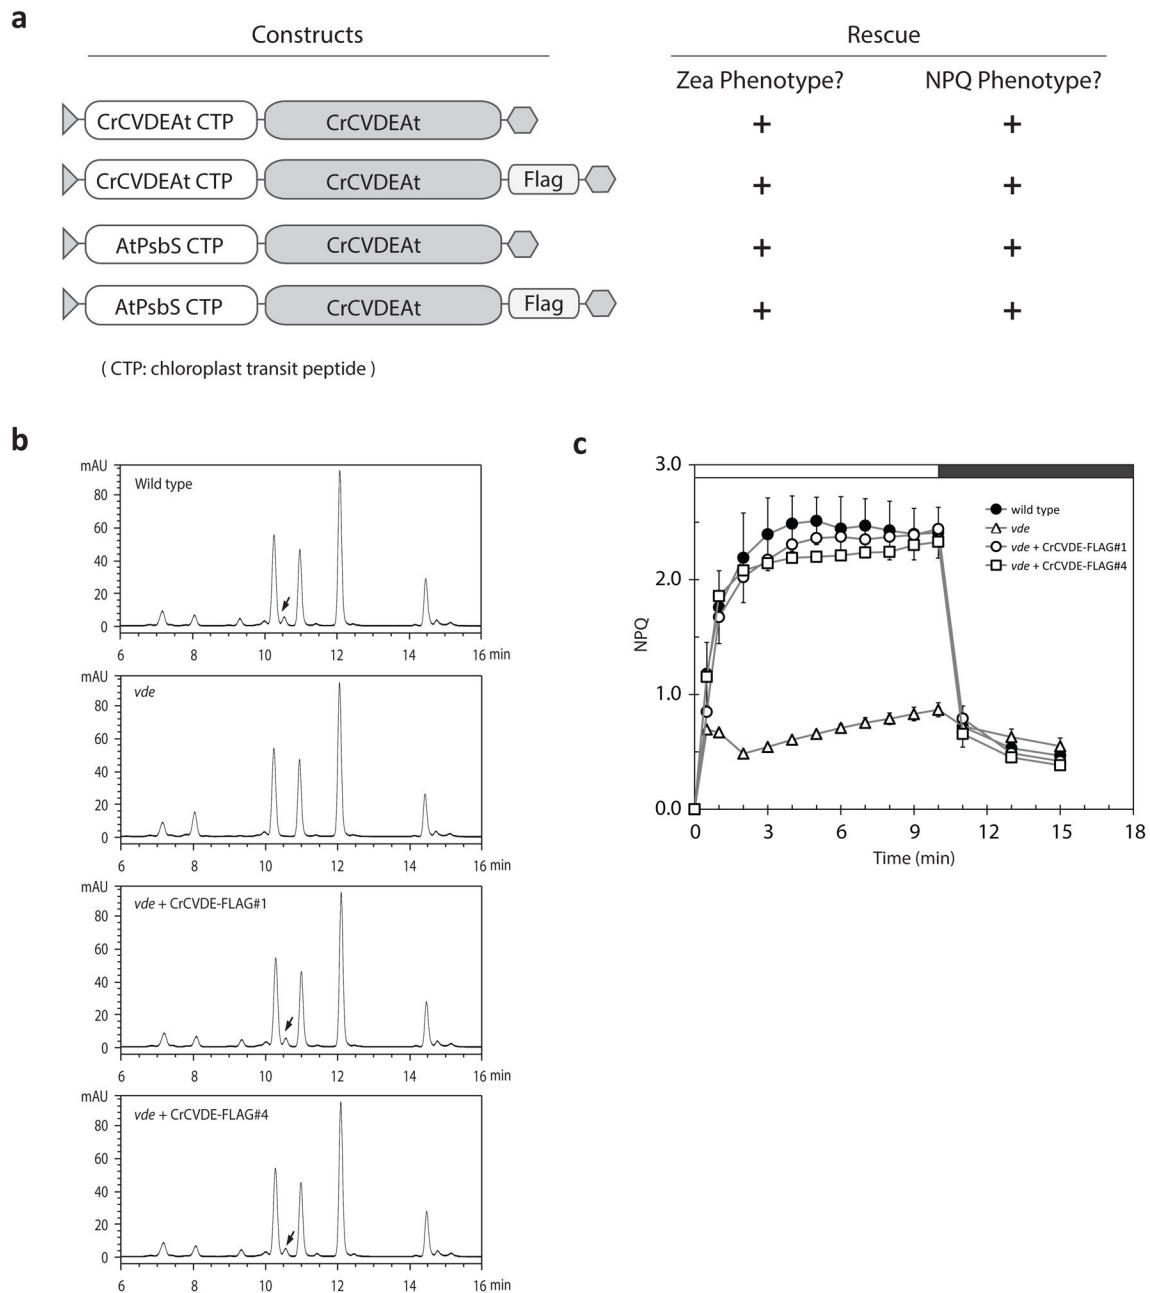 a
Constructs
Rescue
Zea Phenotype?
NPQ Phenotype?
CrCVDEAt CTP
CrCVDEAt
+
+
CrCVDEAt CTP
CrCVDEAt
Flag
+
+
AtPsbS CTP
CrCVDEAt
+
+
AtPsbS CTP
CrCVDEAt
Flag
+
+
( CTP: chloroplast transit peptide )
b
mAU
Wild type
80
60
40
20
0
6 8 10 12 14 16 min
mAU
vde
80
60
40
20
0
6 8 10 12 14 16 min
mAU
vde + CrCVDE-FLAG#1
80
60
40
20
0
6 8 10 12 14 16 min
mAU
vde + CrCVDE-FLAG#4
80
60
40
20
0
6 8 10 12 14 16 min
c
3.0
2.0
1.0
0.0
NPQ
wild type
vde
vde + CrCVDE-FLAG#1
vde + CrCVDE-FLAG#4
0 3 6 9 12 15 18
Time (min)